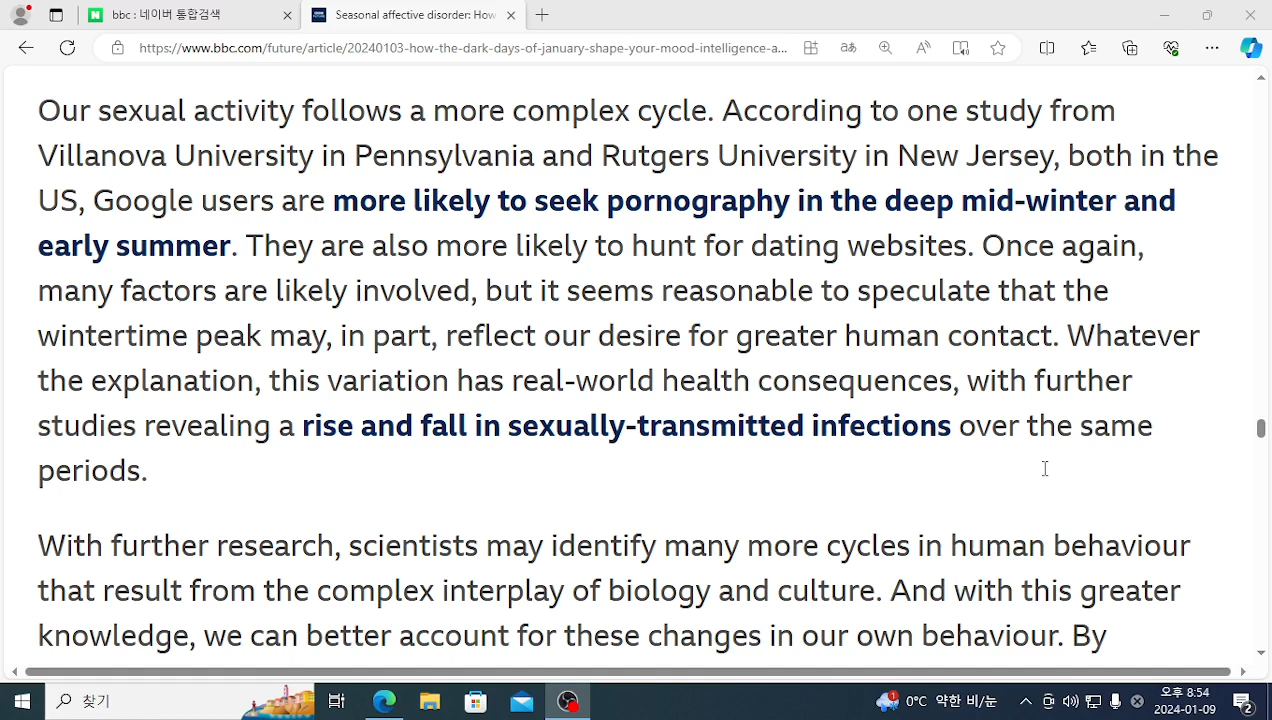 bbc : 네이버 통합검색
Seasonal affective disorder: How
https://www.bbc.com/future/article/20240103-how-the-dark-days-of-january-shape-your-mood-intelligence-a...
Our sexual activity follows a more complex cycle. According to one study from
Villanova University in Pennsylvania and Rutgers University in New Jersey, both in the
US, Google users are more likely to seek pornography in the deep mid-winter and
early summer. They are also more likely to hunt for dating websites. Once again,
many factors are likely involved, but it seems reasonable to speculate that the
wintertime peak may, in part, reflect our desire for greater human contact. Whatever
the explanation, this variation has real-world health consequences, with further
studies revealing a rise and fall in sexually-transmitted infections over the same
periods.
With further research, scientists may identify many more cycles in human behaviour
that result from the complex interplay of biology and culture. And with this greater
knowledge, we can better account for these changes in our own behaviour. By
찾기
1
0°C 약한 비/눈
오후 8:54
2024-01-09
2